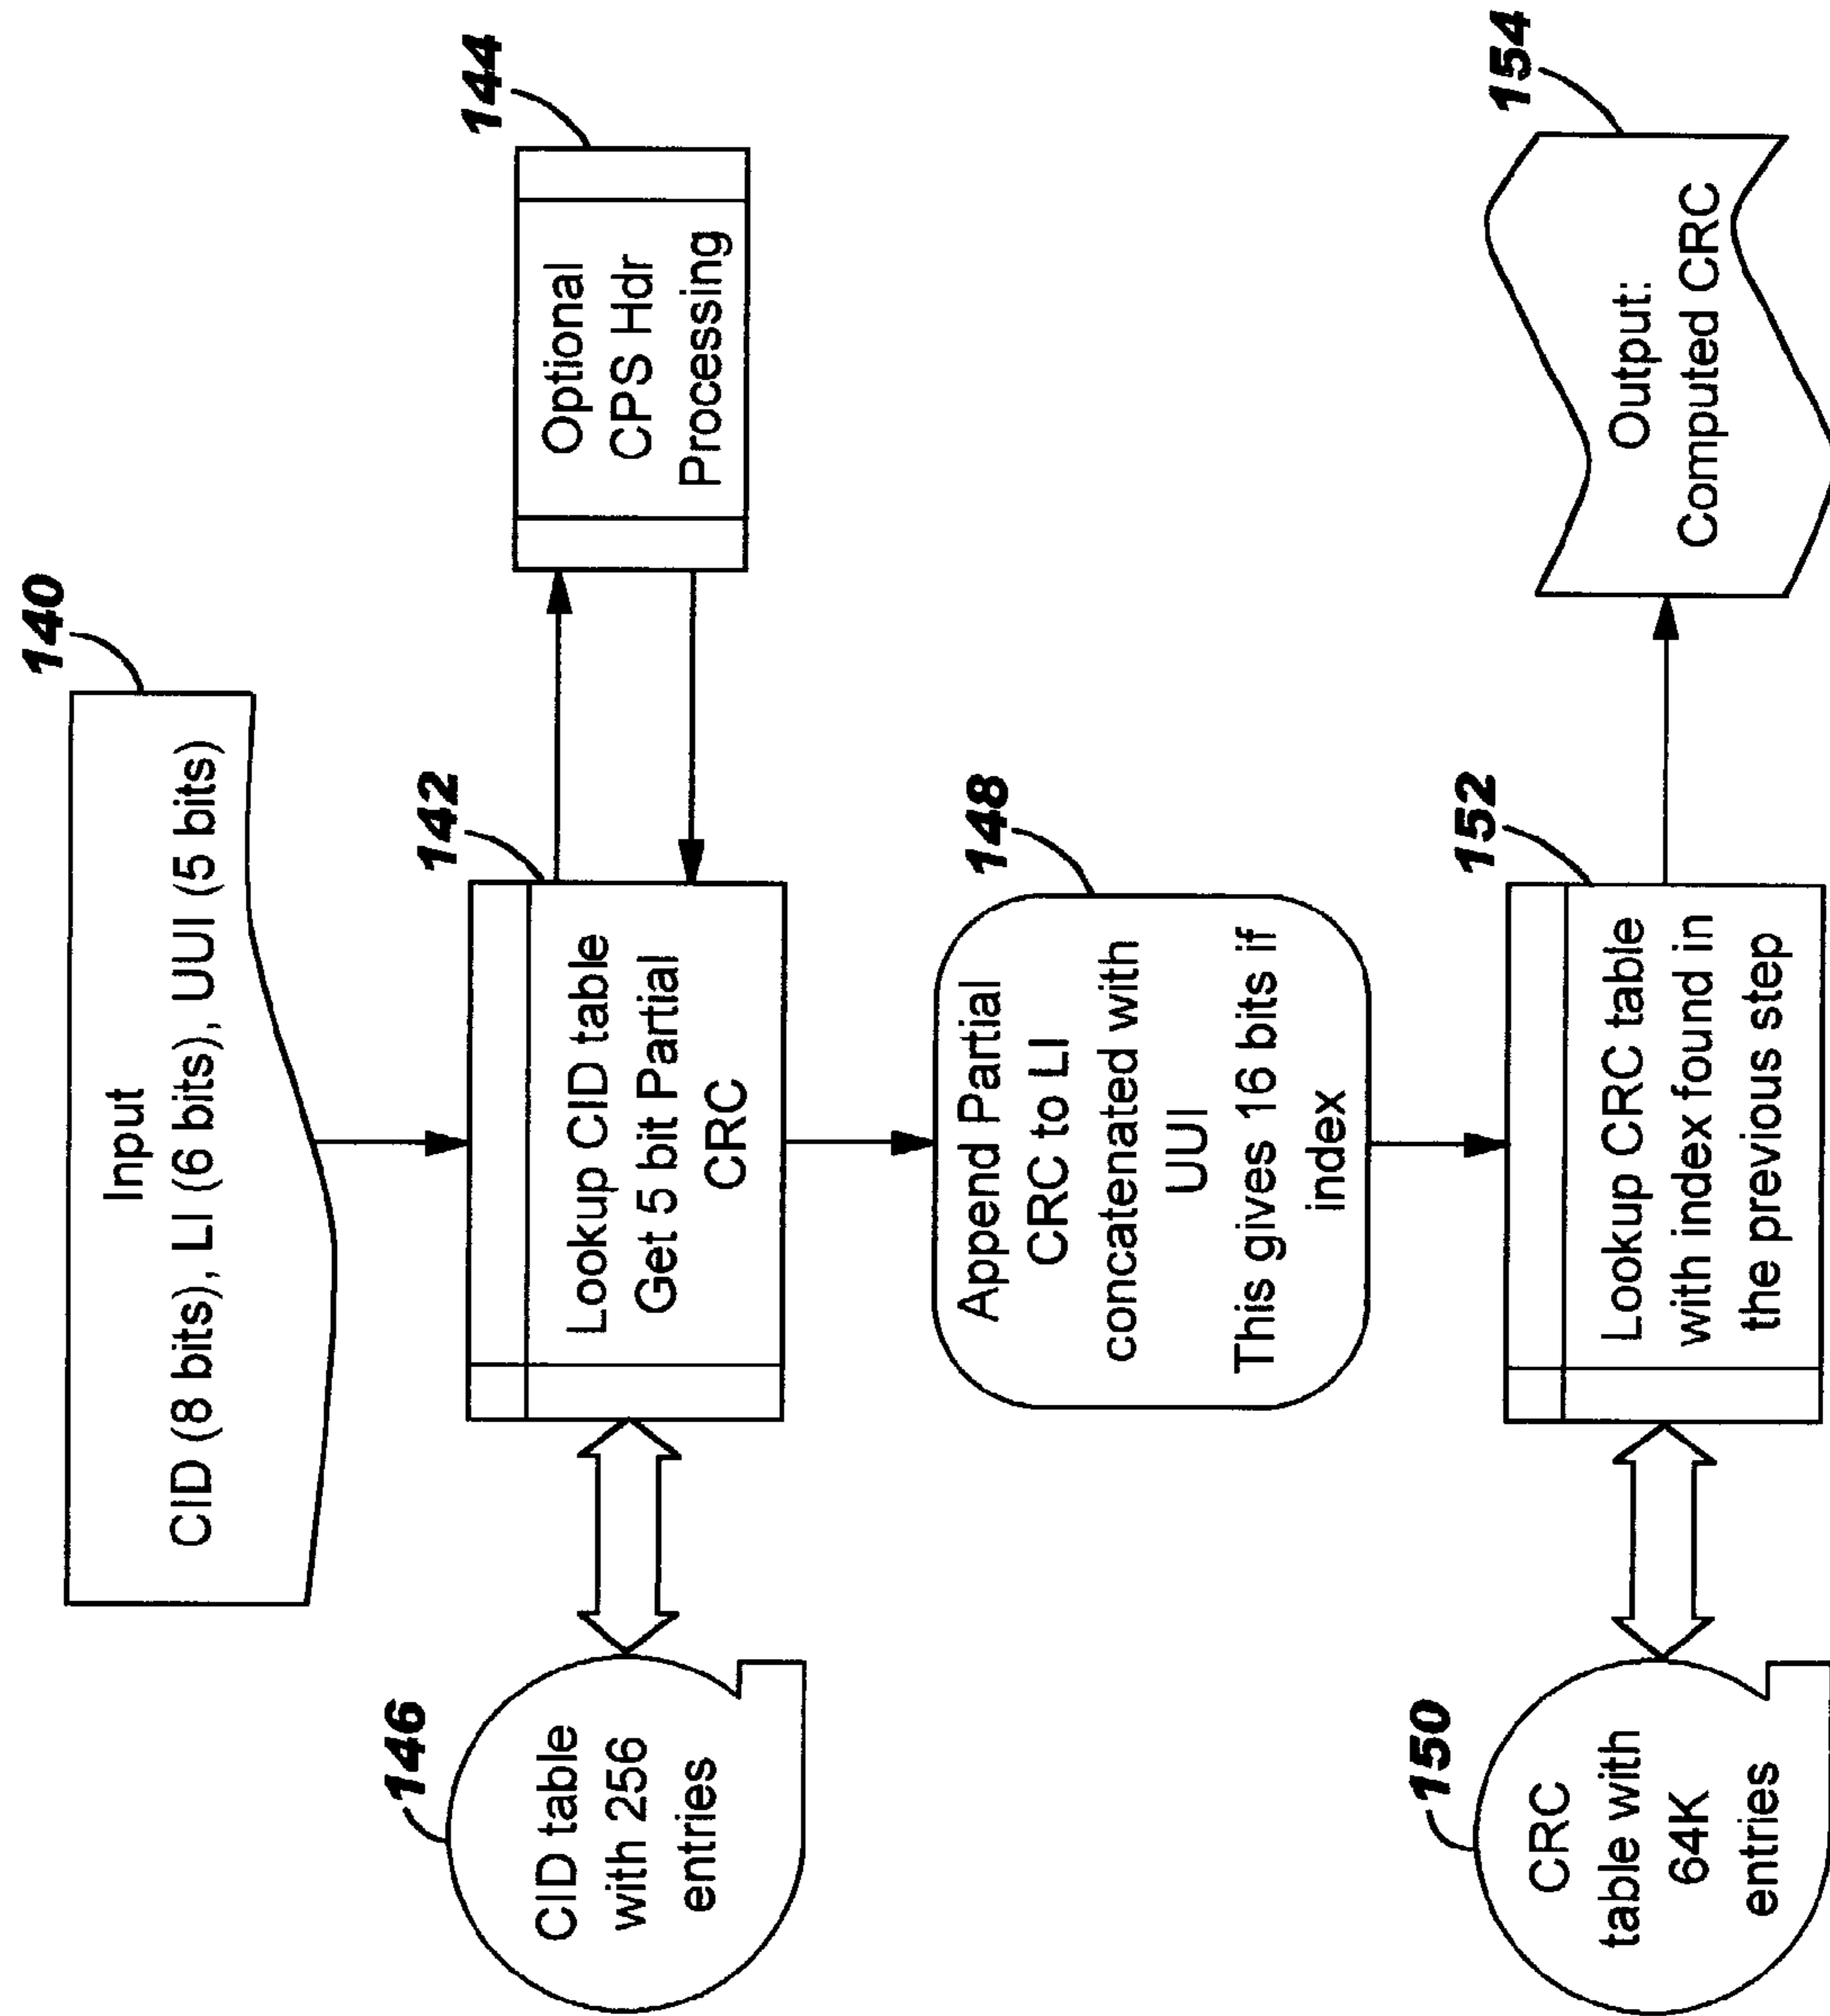 140
Input
CID (8 bits), LI (6 bits), UUI (5 bits)
142
Lookup CID table
Get 5 bit Partial
CRC
144
Optional
CPS Hdr
Processing
146
CID table
with 256
entries
148
Append Partial
CRC to LI
concatenated with
UUI
This gives 16 bits if
index
150
CRC
table with
64K
entries
152
Lookup CRC table
with index found in
the previous step
154
Output:
Computed CRC